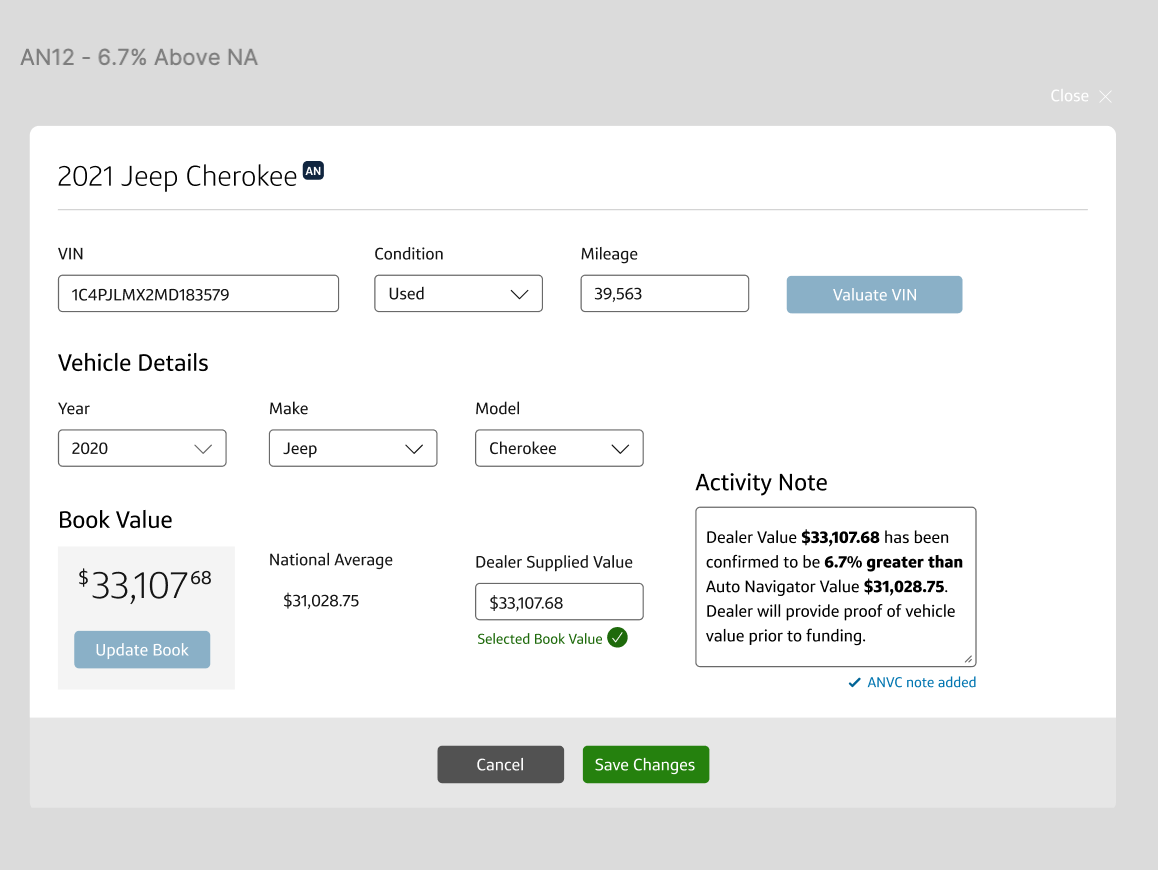 AN12 - 6.7% Above NA
Close
2021 Jeep Cherokee AN
VIN
Condition
Mileage
1C4PJLMX2MD183579
Used
39,563
Valuate VIN
Vehicle Details
Year
Make
Model
2020
Jeep
Cherokee
Book Value
$33,107 68
Update Book
National Average
$31,028.75
Dealer Supplied Value
$33,107.68
Selected Book Value
Activity Note
Dealer Value $33,107.68 has been
confirmed to be 6.7% greater than
Auto Navigator Value $31,028.75.
Dealer will provide proof of vehicle
value prior to funding.
ANVC note added
Cancel
Save Changes